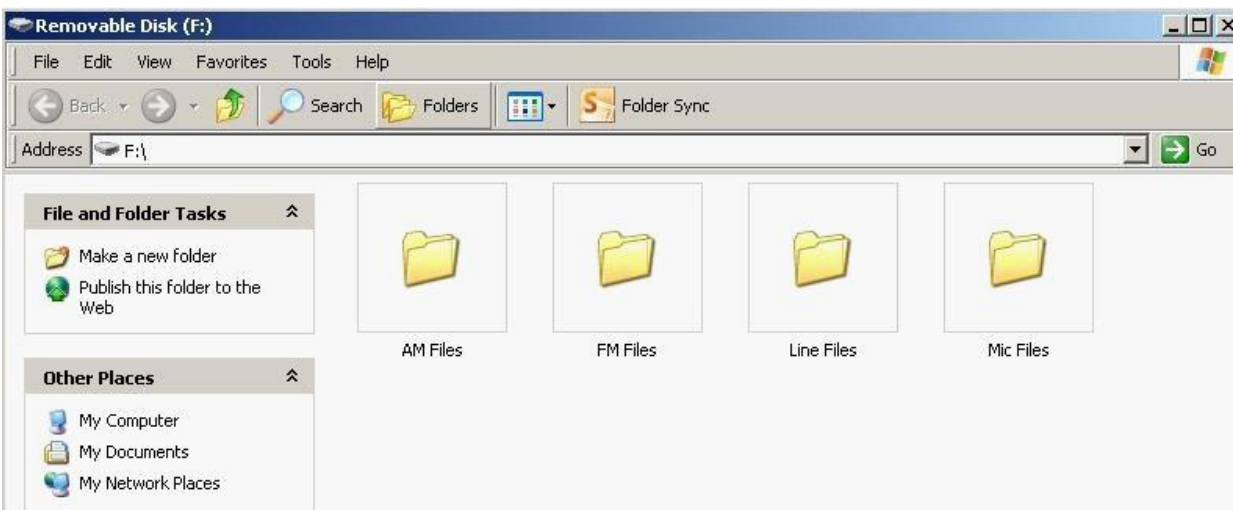 Removable Disk (F:)
File Edit View Favorites Tools Help
Back Search Folders Folder Sync
Address F:\ Go
File and Folder Tasks
Make a new folder
Publish this folder to the
Web
Other Places
My Computer
My Documents
My Network Places
AM Files FM Files Line Files Mic Files